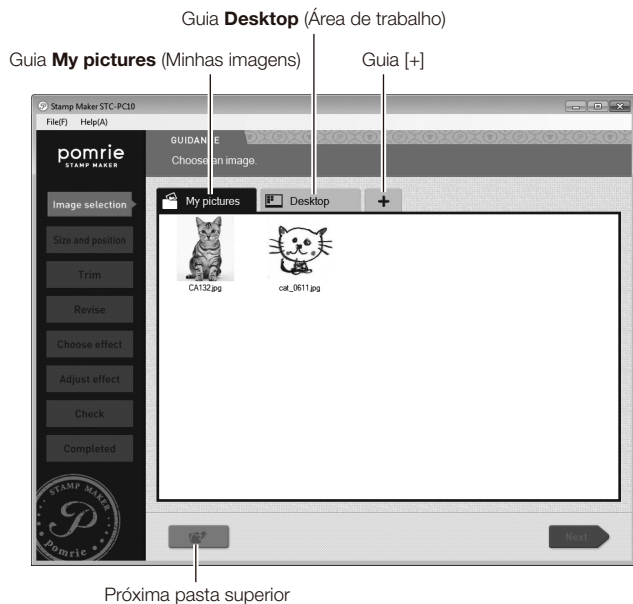 Guia Desktop (Área de trabalho)
Guia My pictures (Minhas imagens)
Guia [+]
Stamp Maker STC-PC10
File(F) Help(A)
pomrie
STAMP MAKER
GUIDANCE
Choose an image.
Image selection
Size and position
Trim
Revise
Choose effect
Adjust effect
Check
Completed
My pictures
Desktop
+
CA132.jpg
cat_0611.jpg
STAMP MAKER
P
Pomrie
Next
Próxima pasta superior